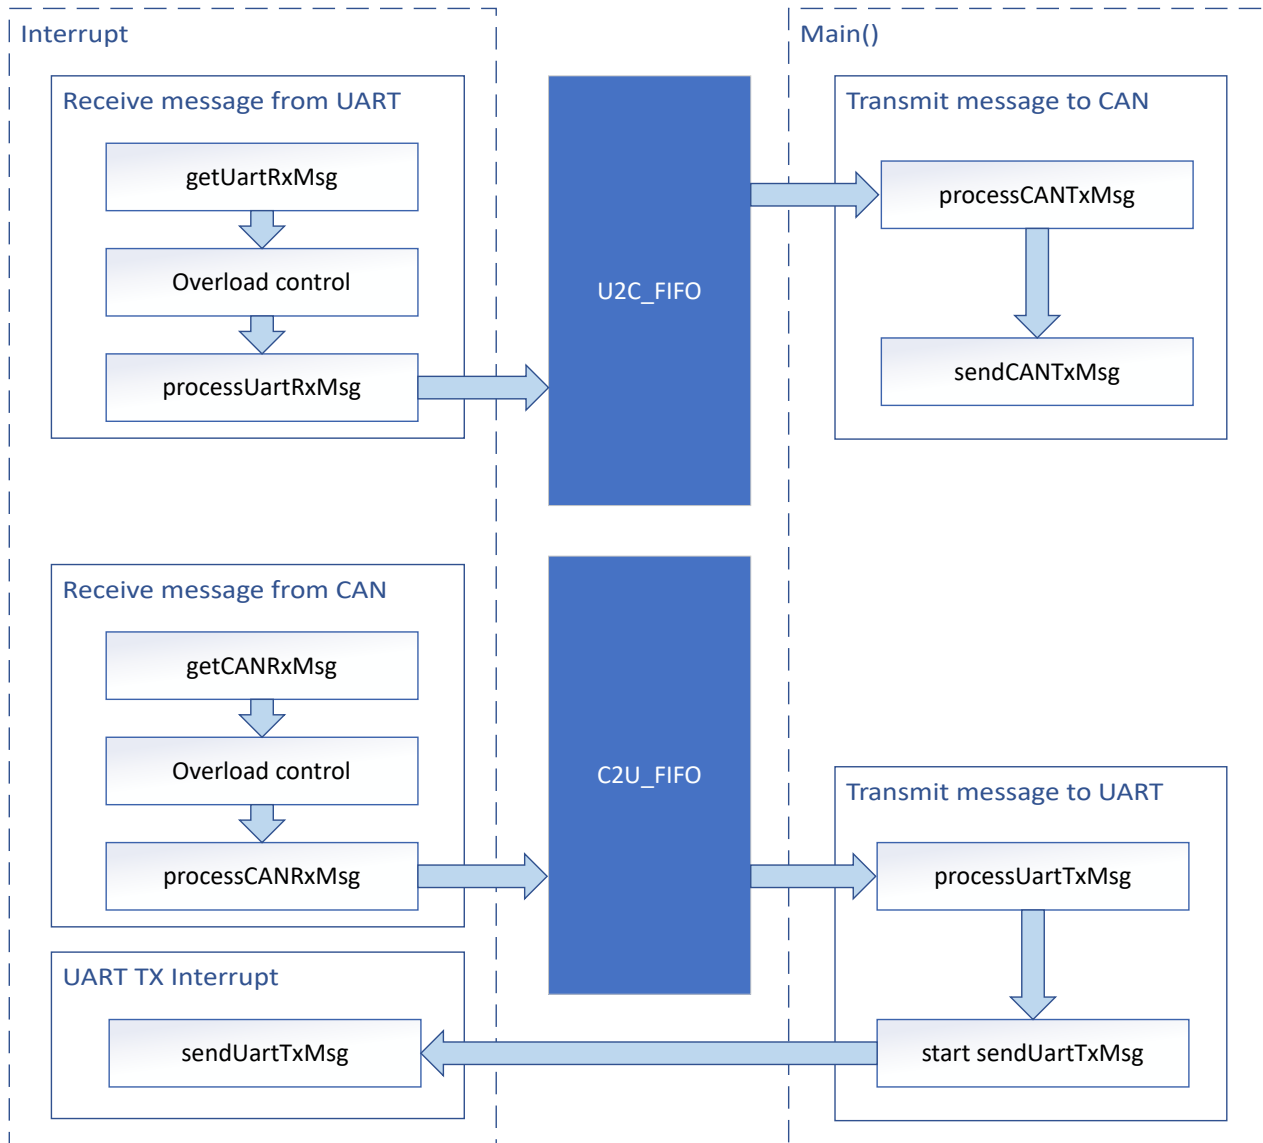 Interrupt
Receive message from UART
getUartRxMsg
Overload control
processUartRxMsg
U2C_FIFO
Main()
Transmit message to CAN
processCANTxMsg
sendCANTxMsg
Receive message from CAN
getCANRxMsg
Overload control
processCANRxMsg
C2U_FIFO
Transmit message to UART
processUartTxMsg
start sendUartTxMsg
UART TX Interrupt
sendUartTxMsg